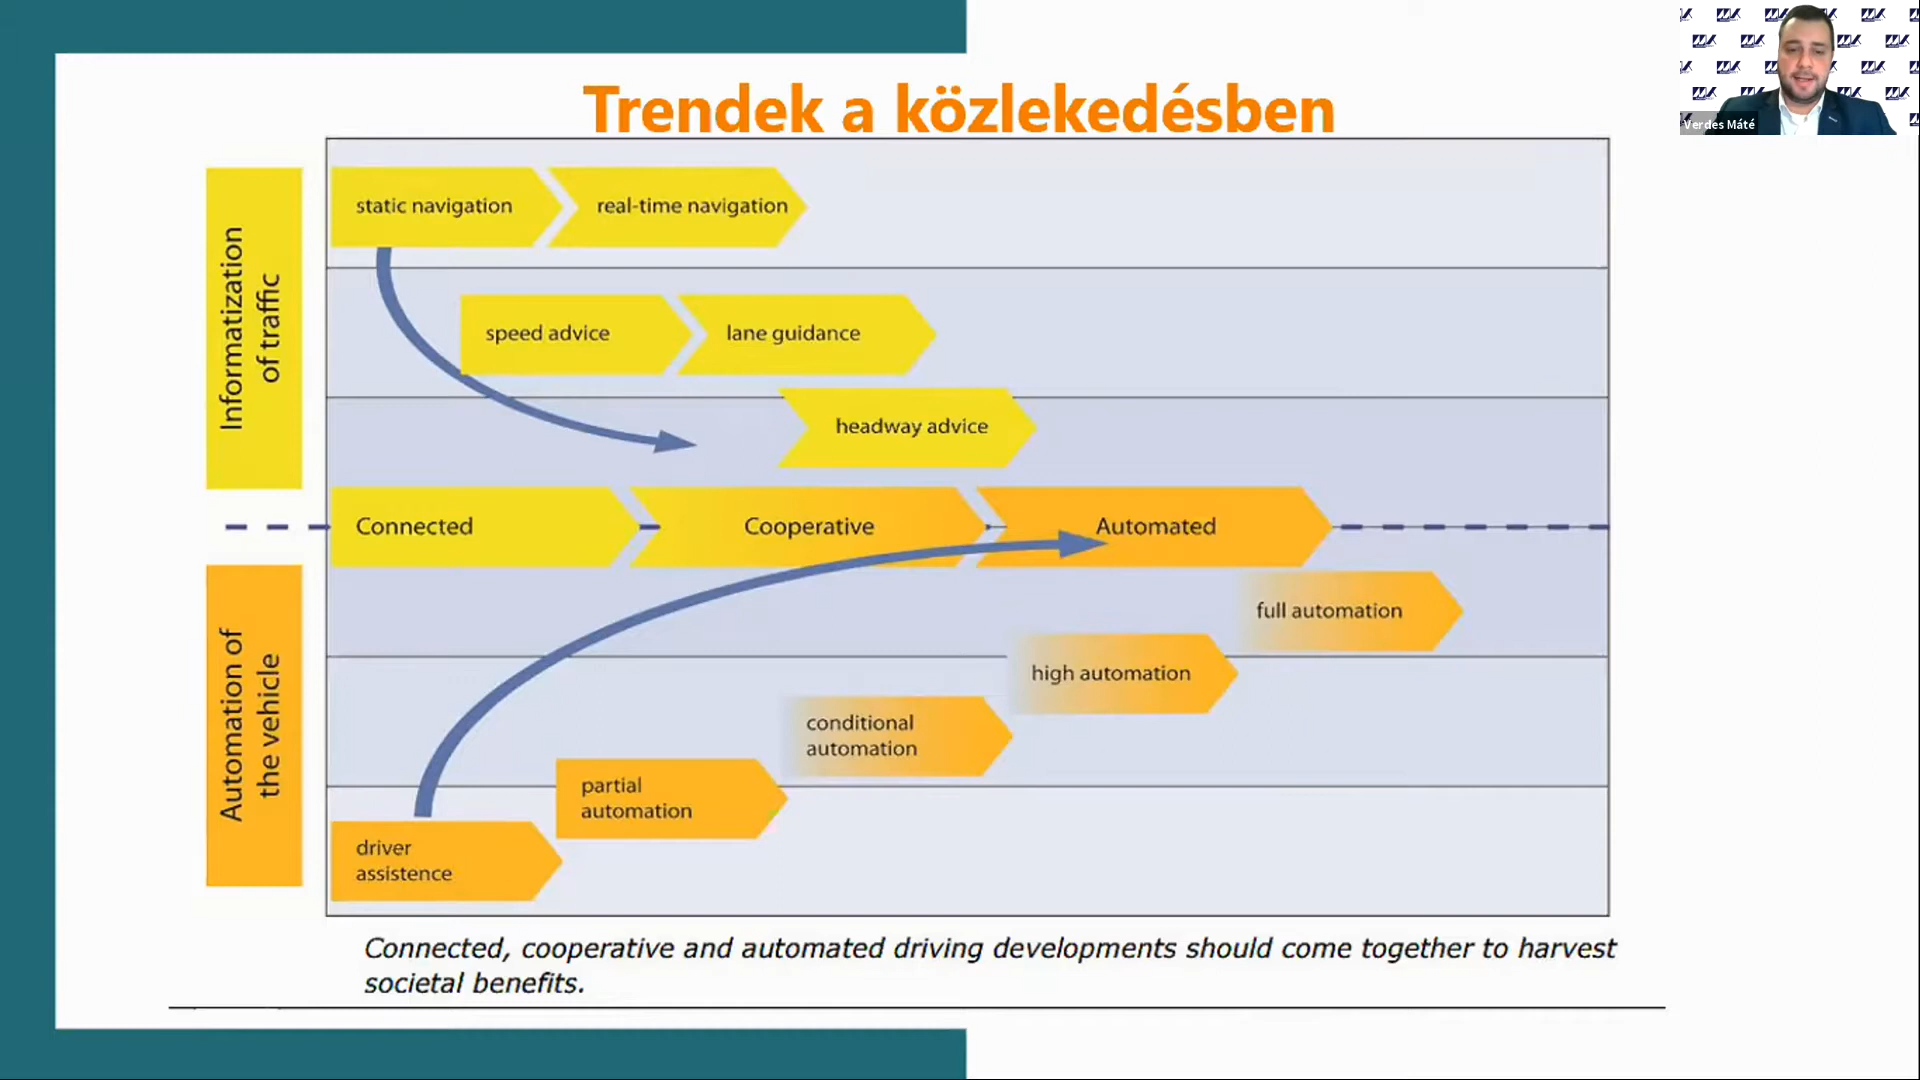 Trendek a közlekedésben
Verdes Máté
Informatization
of traffic
static navigation
real-time navigation
speed advice
lane guidance
headway advice
Connected
Cooperative
Automated
Automation of
the vehicle
full automation
high automation
conditional
automation
partial
automation
driver
assistence
Connected, cooperative and automated driving developments should come together to harvest
societal benefits.